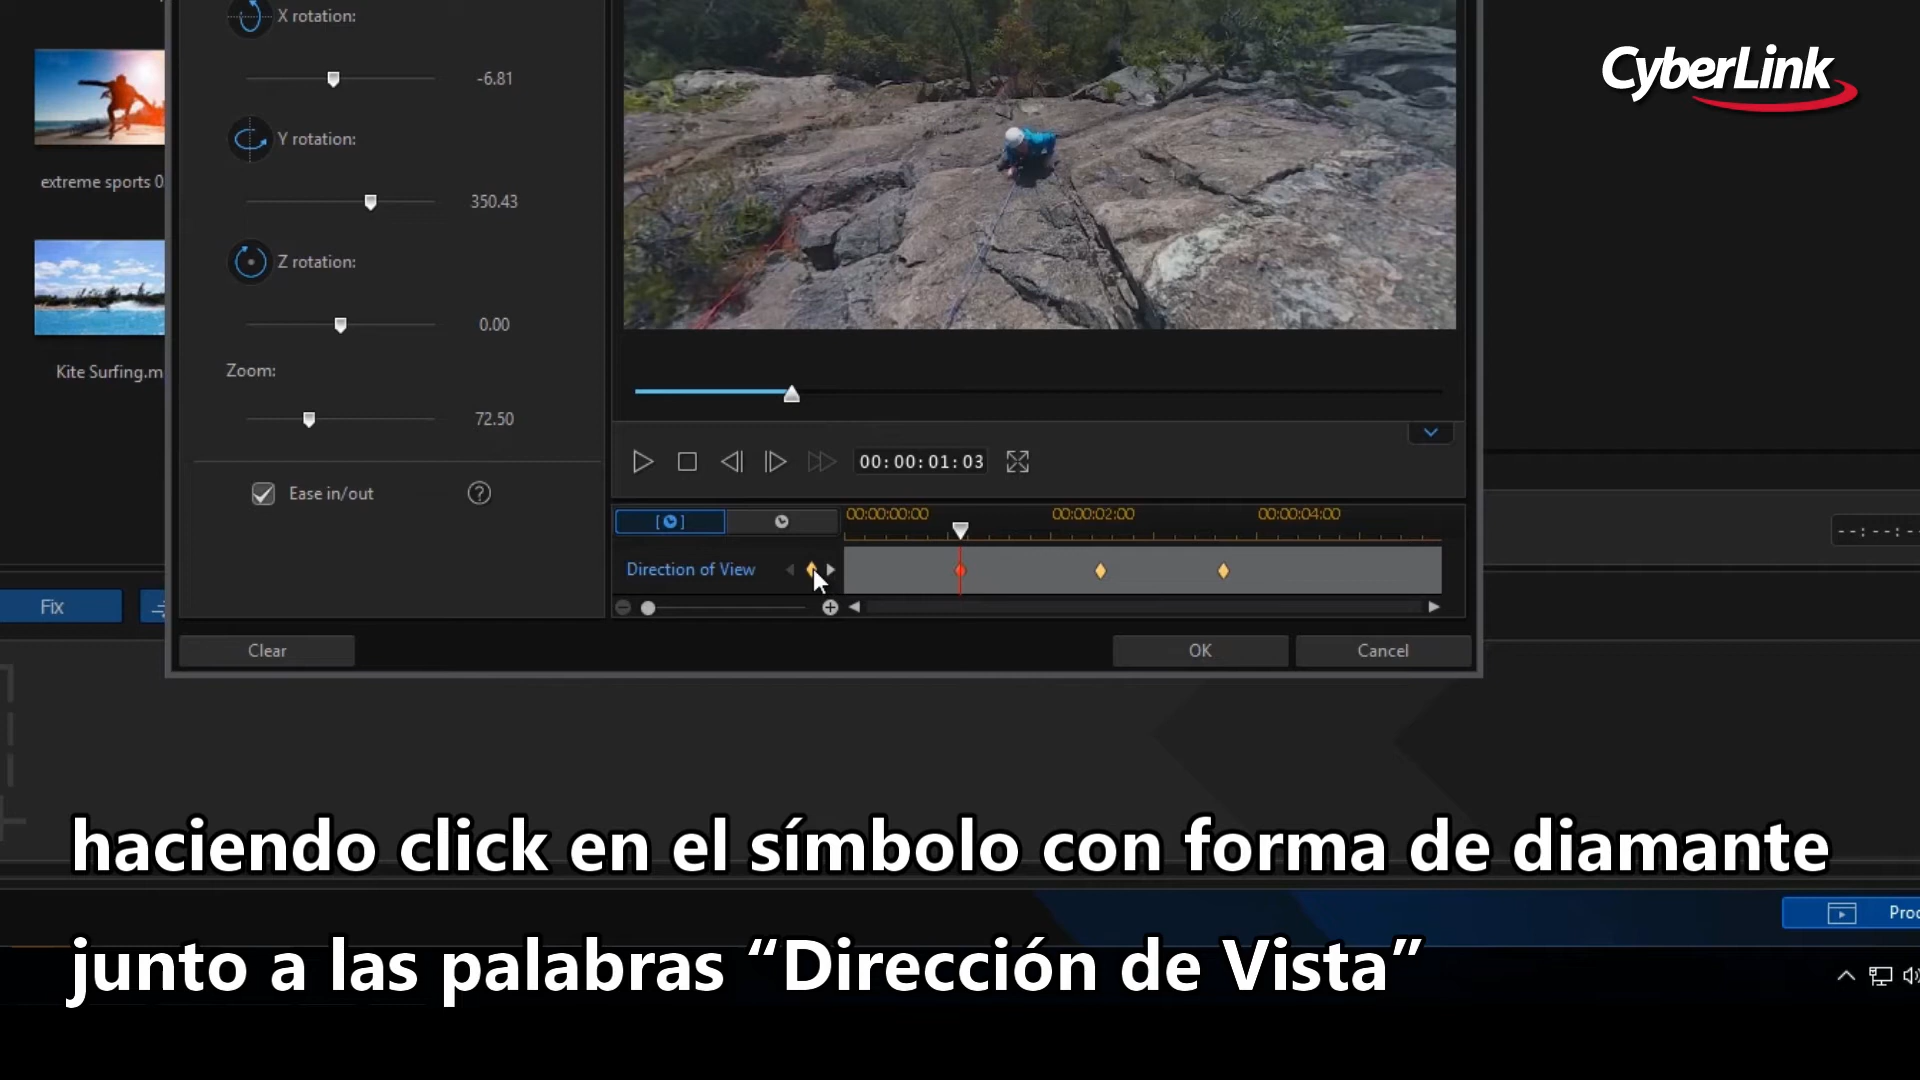 X rotation:
CyberLink
-6.81
Y rotation:
extreme sports 0
350.43
Z rotation:
0.00
Kite Surfing.m
Zoom:
72.50
00:00:01:03
Ease in/out
00:00:00:00 00:00:02:00 00:00:04:00
--:--:--
Direction of View
Fix
Clear
OK
Cancel
haciendo click en el símbolo con forma de diamante
Proc
junto a las palabras “Dirección de Vista”